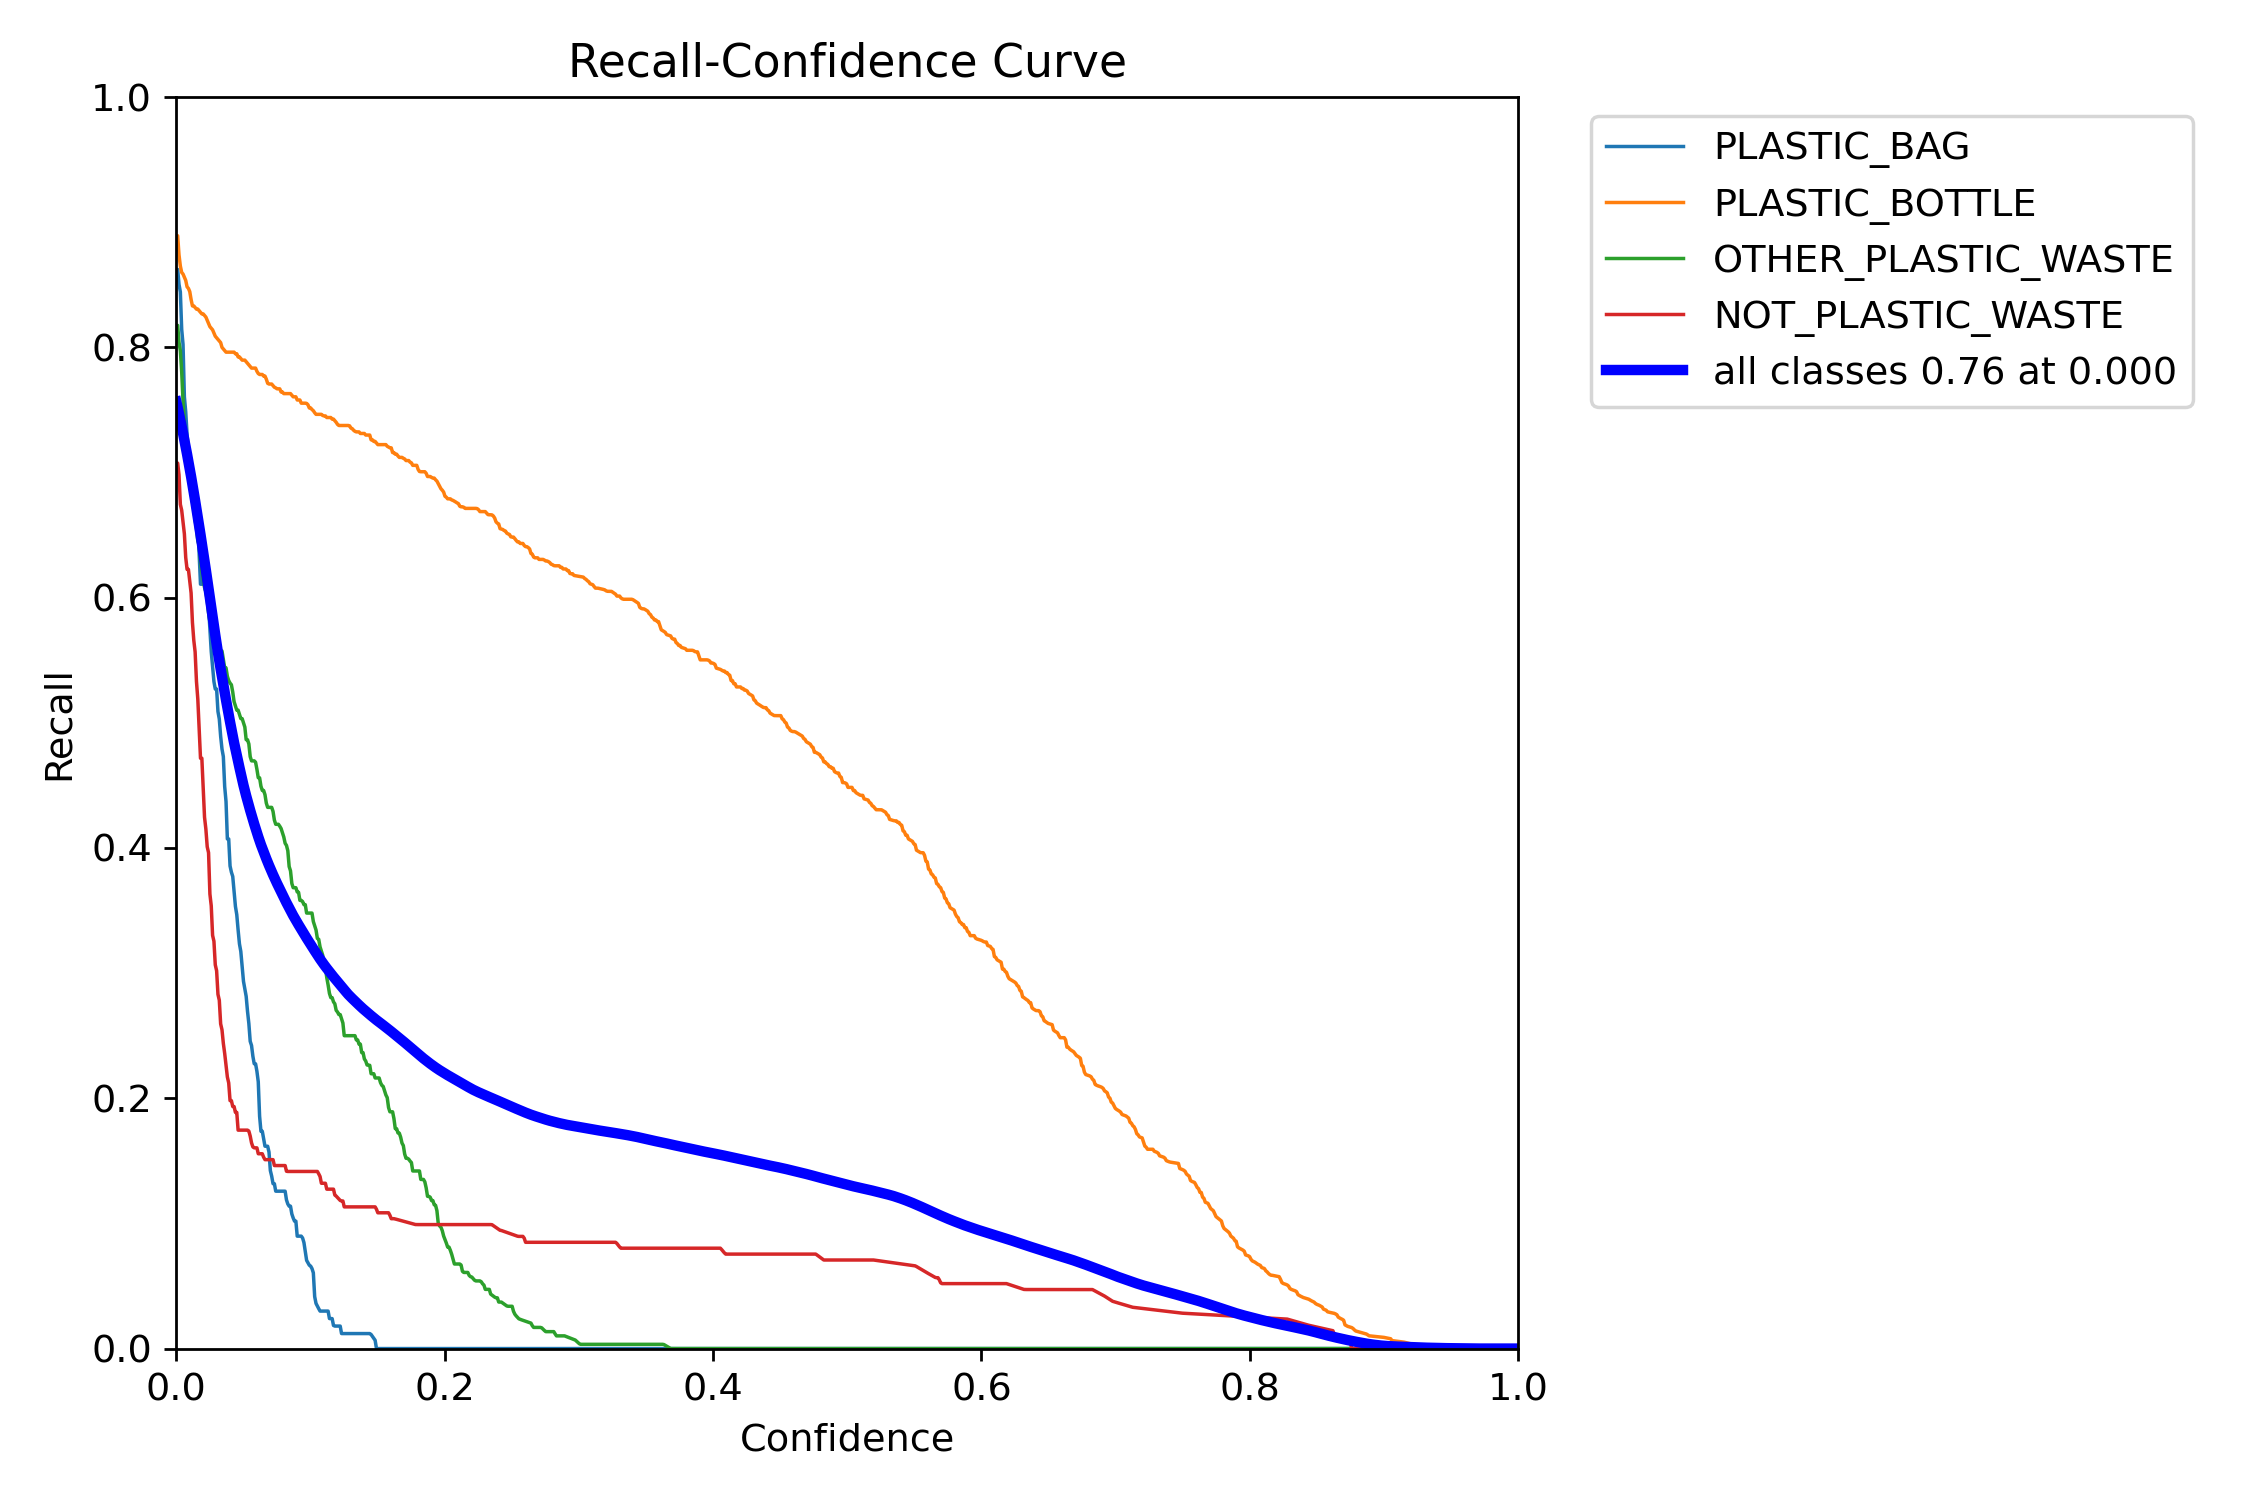 Recall-Confidence Curve
1.0
0.8
0.6
0.4
0.2
0.0
Recall
0.0 0.2 0.4 0.6 0.8 1.0
Confidence
PLASTIC_BAG
PLASTIC_BOTTLE
OTHER_PLASTIC_WASTE
NOT_PLASTIC_WASTE
all classes 0.76 at 0.000